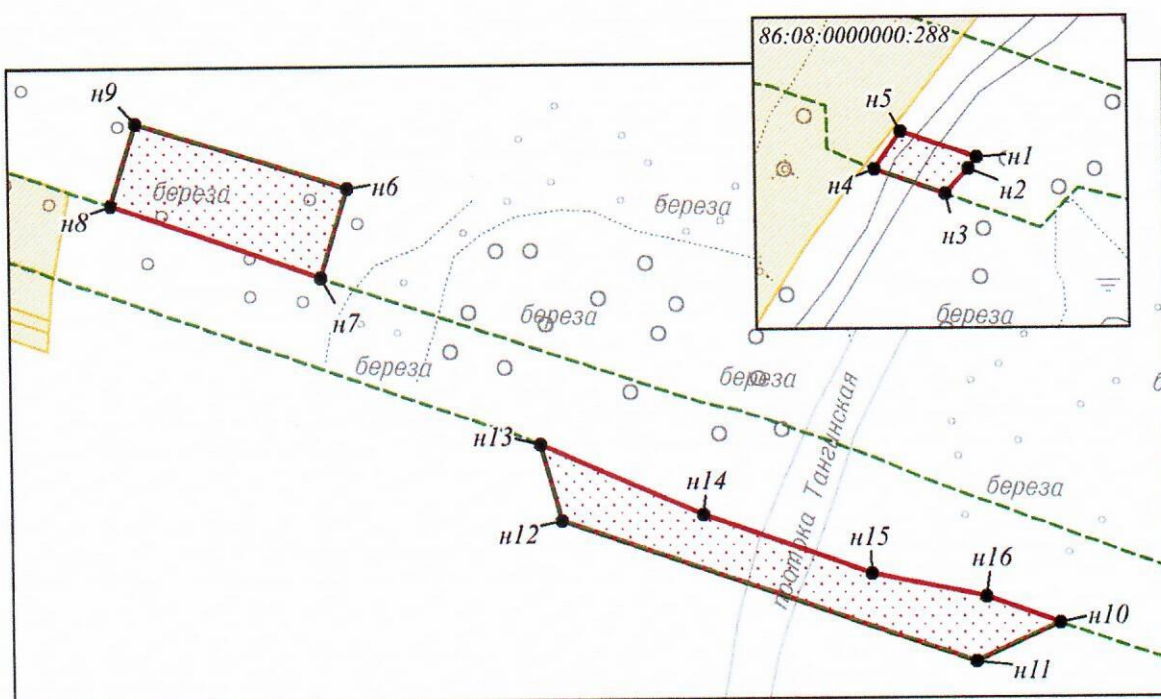 86:08:0000000:288
н5
н1
н2
н4
н3
береза
н9
н6
береза
н8
н7
береза
береза
береза
береза
протока Тангинская
н13
н14
береза
н12
н15
н16
н10
н11